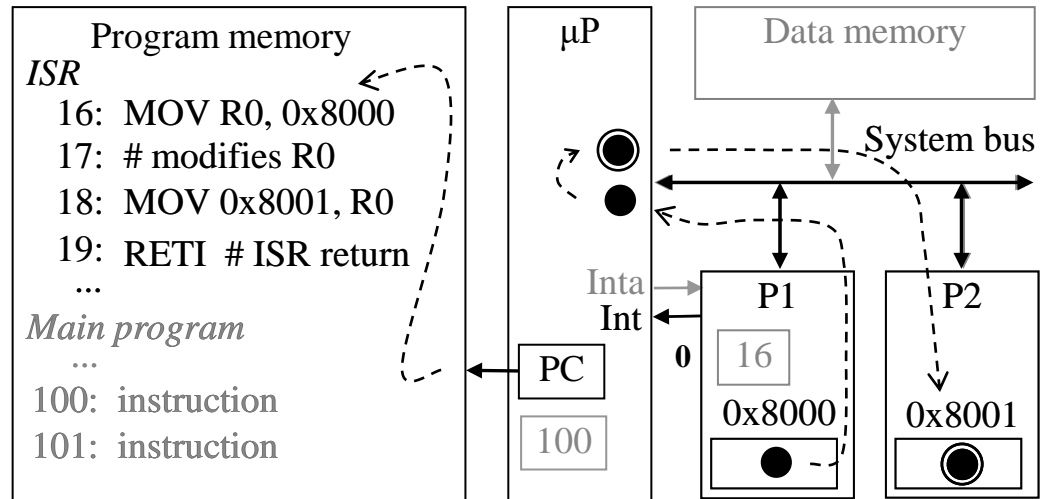 Program memory
ISR
16: MOV R0, 0x8000
17: # modifies R0
18: MOV 0x8001, R0
19: RETI # ISR return
...
Main program
...
100: instruction
101: instruction
μP
Inta
Int
PC
100
Data memory
System bus
P1
0
16
0x8000
P2
0x8001